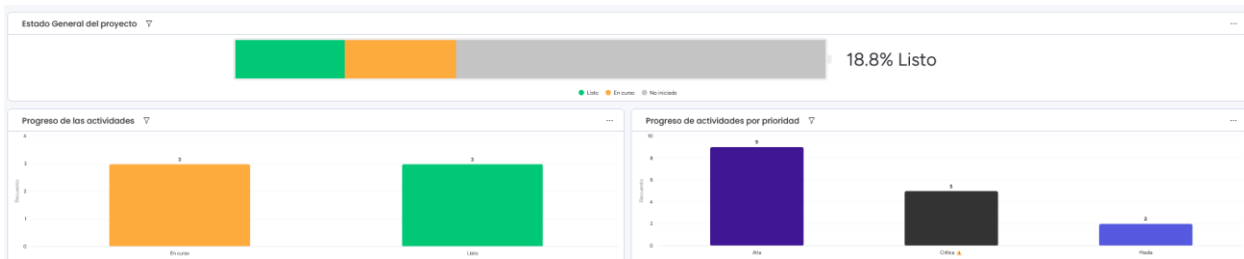 Estado General del proyecto
...
18.8% Listo
Listo En curso No iniciado
Progreso de las actividades
...
4
3
2
1
0
Recuento
3
3
En curso
Listo
Progreso de actividades por prioridad
...
10
8
6
4
2
0
Recuento
9
5
2
Alta
Crítica ⚠
Media